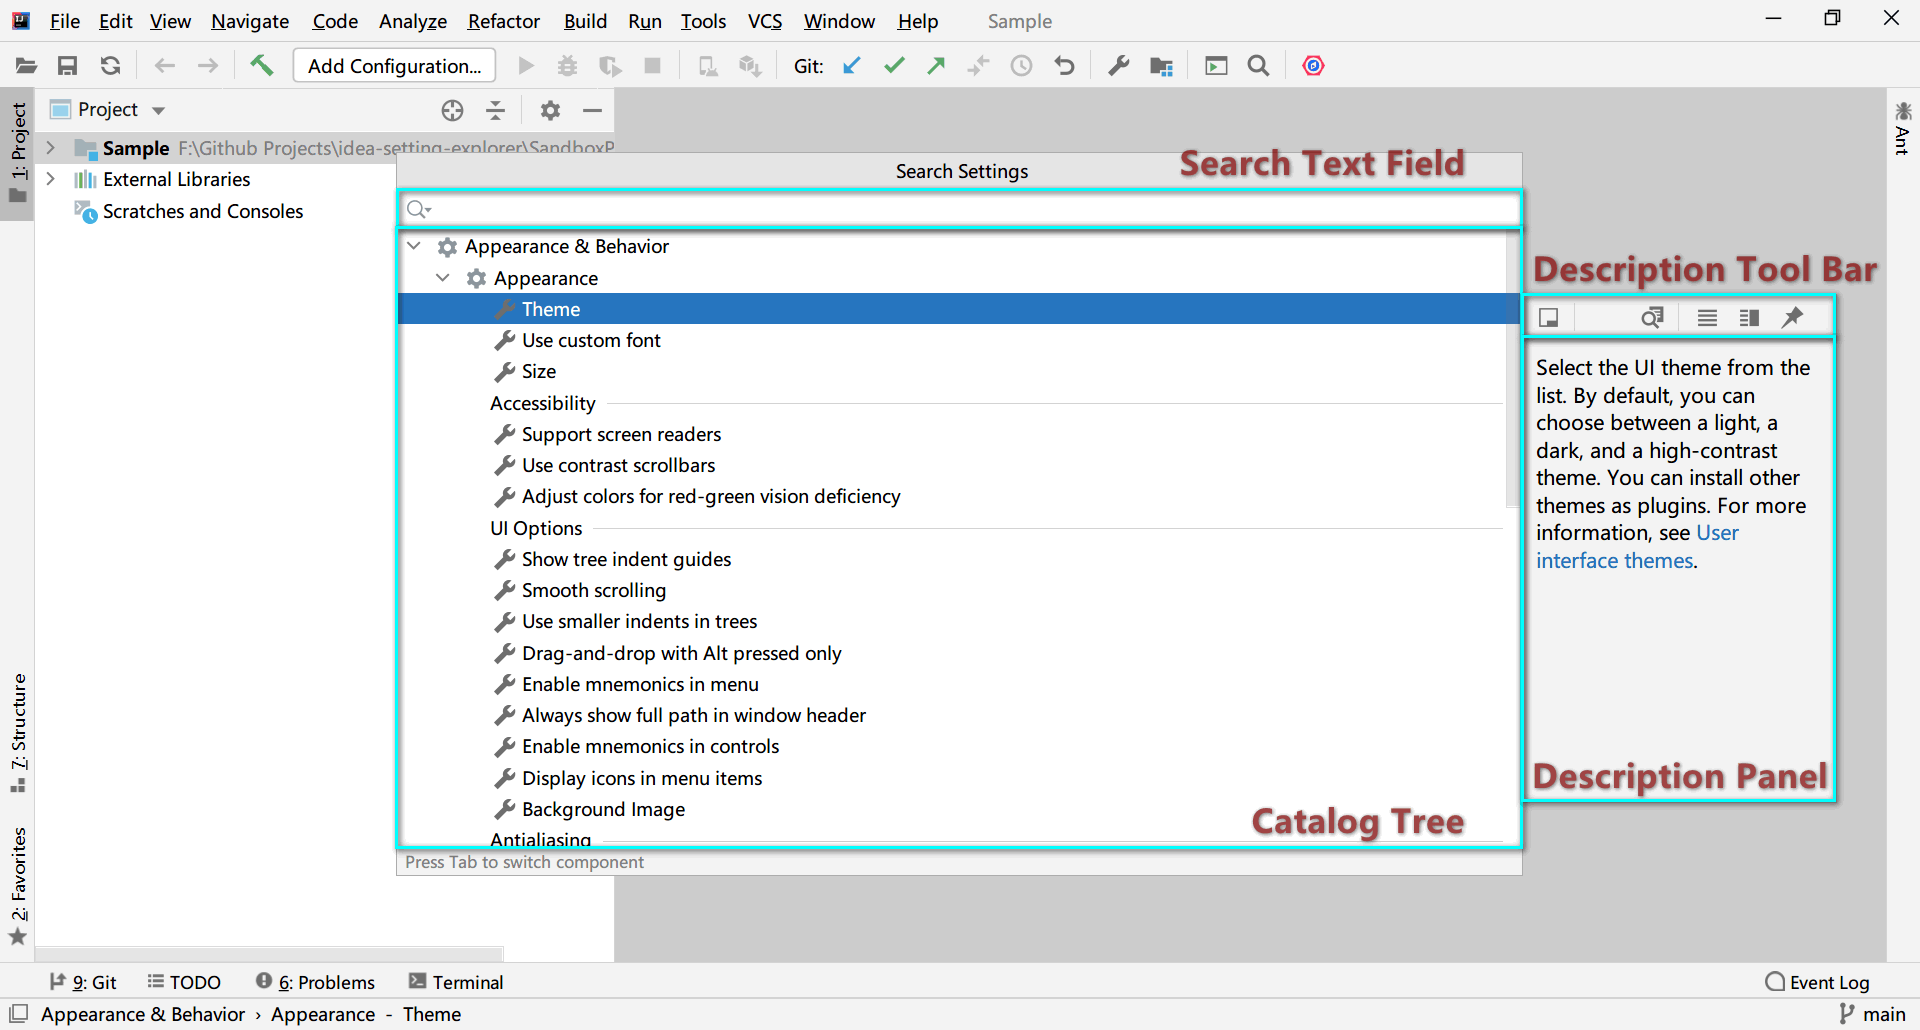 File Edit View Navigate Code Analyze Refactor Build Run Tools VCS Window Help Sample
Add Configuration... Git:
Project
1: Project
Sample F:\Github Projects\idea-setting-explorer\SandboxP
External Libraries
Scratches and Consoles
Search Settings
Search Text Field
Appearance & Behavior
Appearance
Theme
Use custom font
Size
Accessibility
Support screen readers
Use contrast scrollbars
Adjust colors for red-green vision deficiency
UI Options
Show tree indent guides
Smooth scrolling
Use smaller indents in trees
Drag-and-drop with Alt pressed only
Enable mnemonics in menu
Always show full path in window header
Enable mnemonics in controls
Display icons in menu items
Background Image
Antialiasing
Catalog Tree
Press Tab to switch component
Description Tool Bar
Select the UI theme from the
list. By default, you can
choose between a light, a
dark, and a high-contrast
theme. You can install other
themes as plugins. For more
information, see User
interface themes.
Description Panel
Ant
7: Structure
2: Favorites
9: Git TODO 6: Problems Terminal Event Log
Appearance & Behavior › Appearance - Theme main